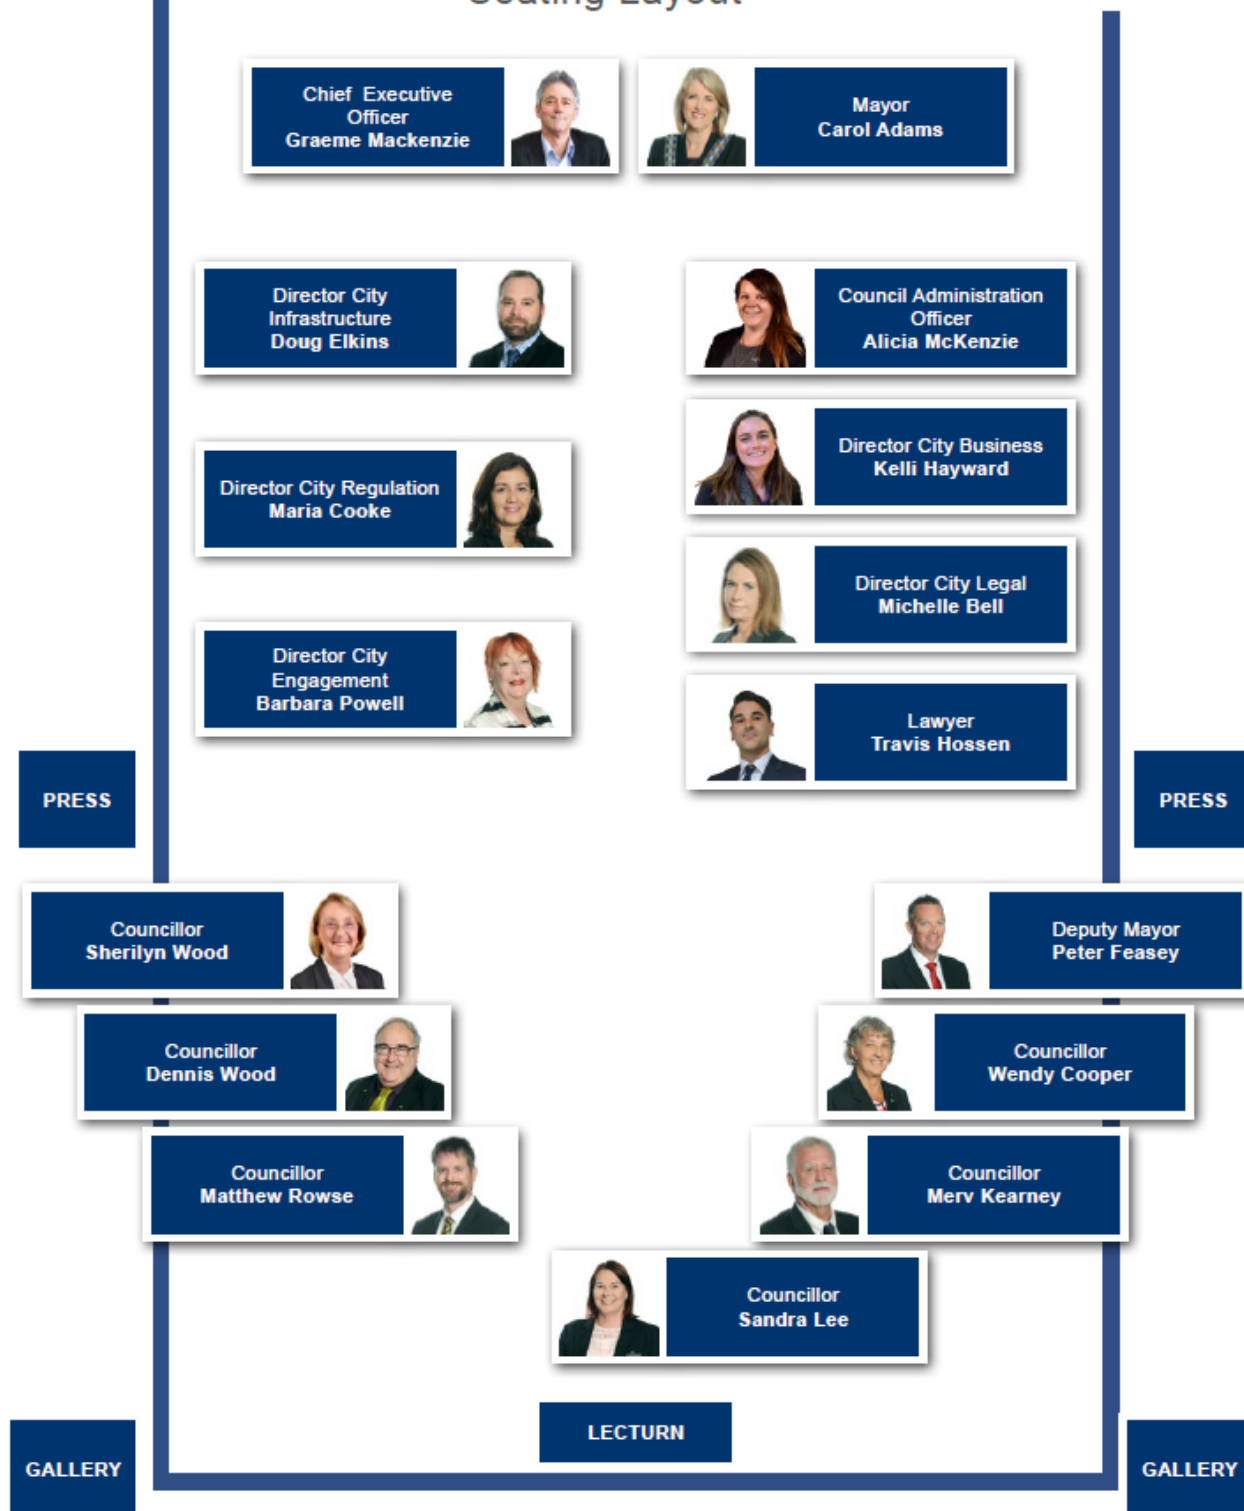 Seating Layout
Chief Executive
Officer
Graeme Mackenzie
Mayor
Carol Adams
Director City
Infrastructure
Doug Elkins
Council Administration
Officer
Alicia McKenzie
Director City Business
Kelli Hayward
Director City Regulation
Maria Cooke
Director City Legal
Michelle Bell
Director City
Engagement
Barbara Powell
Lawyer
Travis Hossen
PRESS
PRESS
Councillor
Sherilyn Wood
Deputy Mayor
Peter Feasey
Councillor
Dennis Wood
Councillor
Wendy Cooper
Councillor
Matthew Rowse
Councillor
Merv Kearney
Councillor
Sandra Lee
LECTURN
GALLERY
GALLERY